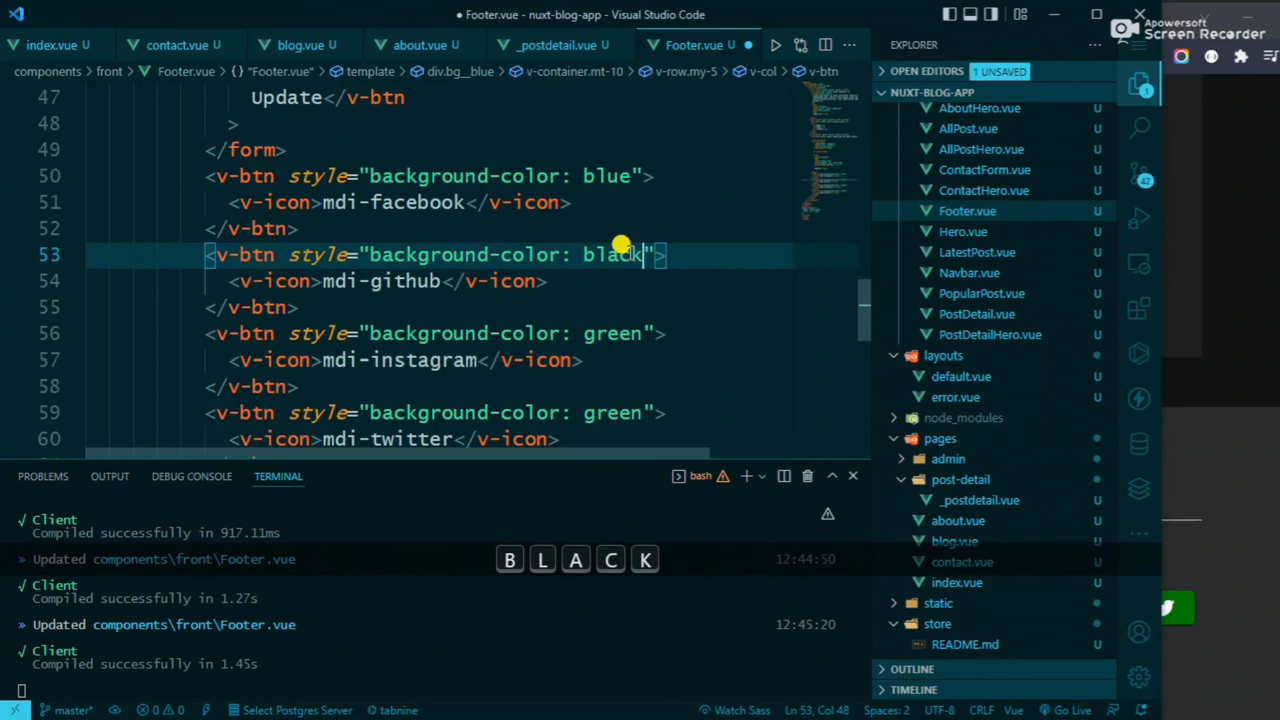 Footer.vue - nuxt-blog-app - Visual Studio Code
Apowersoft
Screen Recorder
index.vue U
contact.vue U
blog.vue U
about.vue U
_postdetail.vue U
Footer.vue U
components > front > Footer.vue > {} "Footer.vue" > template > div.bg__blue > v-container.mt-10 > v-row.my-5 > v-col > v-btn
47 Update</v-btn
48 >
49 </form>
50 <v-btn style="background-color: blue">
51 <v-icon>mdi-facebook</v-icon>
52 </v-btn>
53 <v-btn style="background-color: black">
54 <v-icon>mdi-github</v-icon>
55 </v-btn>
56 <v-btn style="background-color: green">
57 <v-icon>mdi-instagram</v-icon>
58 </v-btn>
59 <v-btn style="background-color: green">
60 <v-icon>mdi-twitter</v-icon>
PROBLEMS OUTPUT DEBUG CONSOLE TERMINAL
bash
√ Client
Compiled successfully in 917.11ms
» Updated components\front\Footer.vue 12:44:50
B L A C K
√ Client
Compiled successfully in 1.27s
» Updated components\front\Footer.vue 12:45:20
√ Client
Compiled successfully in 1.45s
EXPLORER
OPEN EDITORS 1 UNSAVED
NUXT-BLOG-APP
AboutHero.vue U
AllPost.vue U
AllPostHero.vue U
ContactForm.vue U
ContactHero.vue U
Footer.vue U
Hero.vue U
LatestPost.vue U
Navbar.vue U
PopularPost.vue U
PostDetail.vue U
PostDetailHero.vue U
layouts
default.vue U
error.vue U
node_modules
pages
admin
post-detail
_postdetail.vue U
about.vue U
blog.vue U
contact.vue U
index.vue U
static
store
README.md U
OUTLINE
TIMELINE
1
42
master* 0 0 Select Postgres Server tabnine Watch Sass Ln 53, Col 48 Spaces: 2 UTF-8 CRLF Vue Go Live